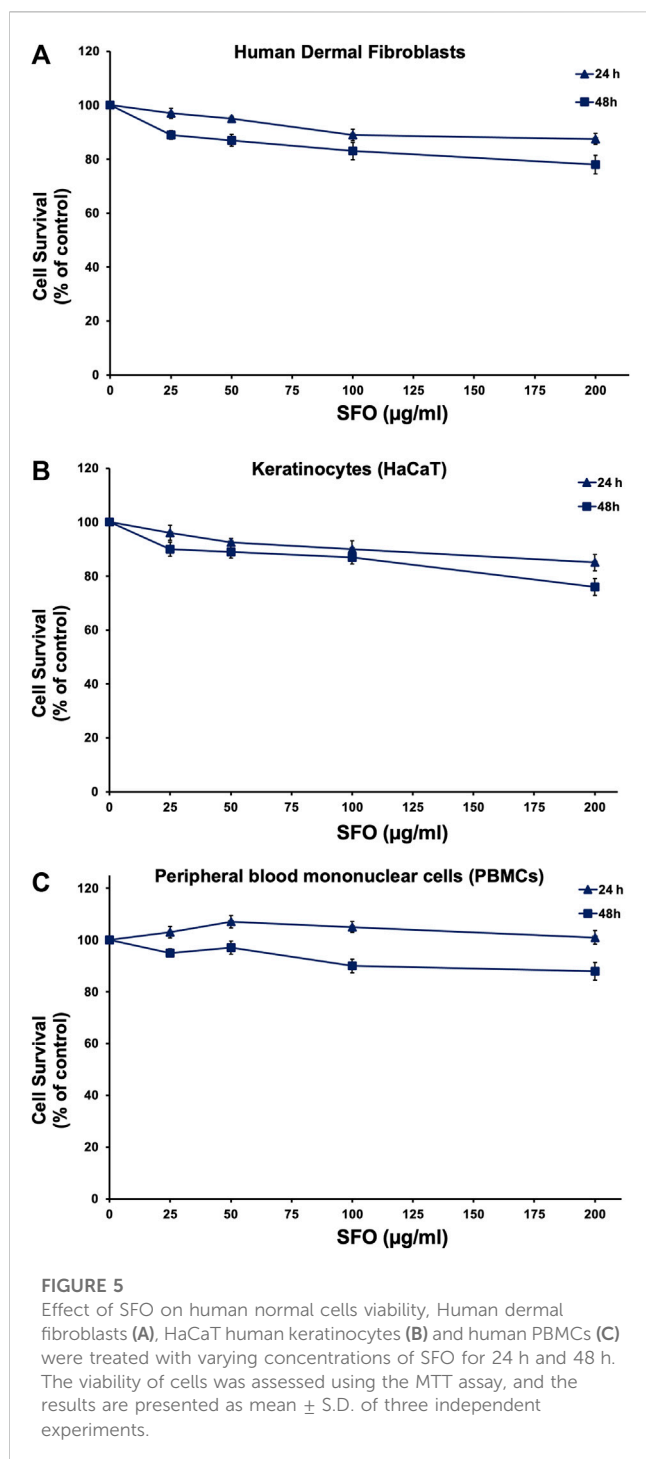 A
Human Dermal Fibroblasts
24 h
48h
120
100
80
60
40
20
0
Cell Survival
(% of control)
0 25 50 75 100 125 150 175 200
SFO (µg/ml)
B
Keratinocytes (HaCaT)
24 h
48h
120
100
80
60
40
20
0
Cell Survival
(% of control)
0 25 50 75 100 125 150 175 200
SFO (µg/ml)
C
Peripheral blood mononuclear cells (PBMCs)
24 h
48h
120
100
80
60
40
20
0
Cell Survival
(% of control)
0 25 50 75 100 125 150 175 200
SFO (µg/ml)
FIGURE 5
Effect of SFO on human normal cells viability, Human dermal
fibroblasts (A), HaCaT human keratinocytes (B) and human PBMCs (C)
were treated with varying concentrations of SFO for 24 h and 48 h.
The viability of cells was assessed using the MTT assay, and the
results are presented as mean ± S.D. of three independent
experiments.